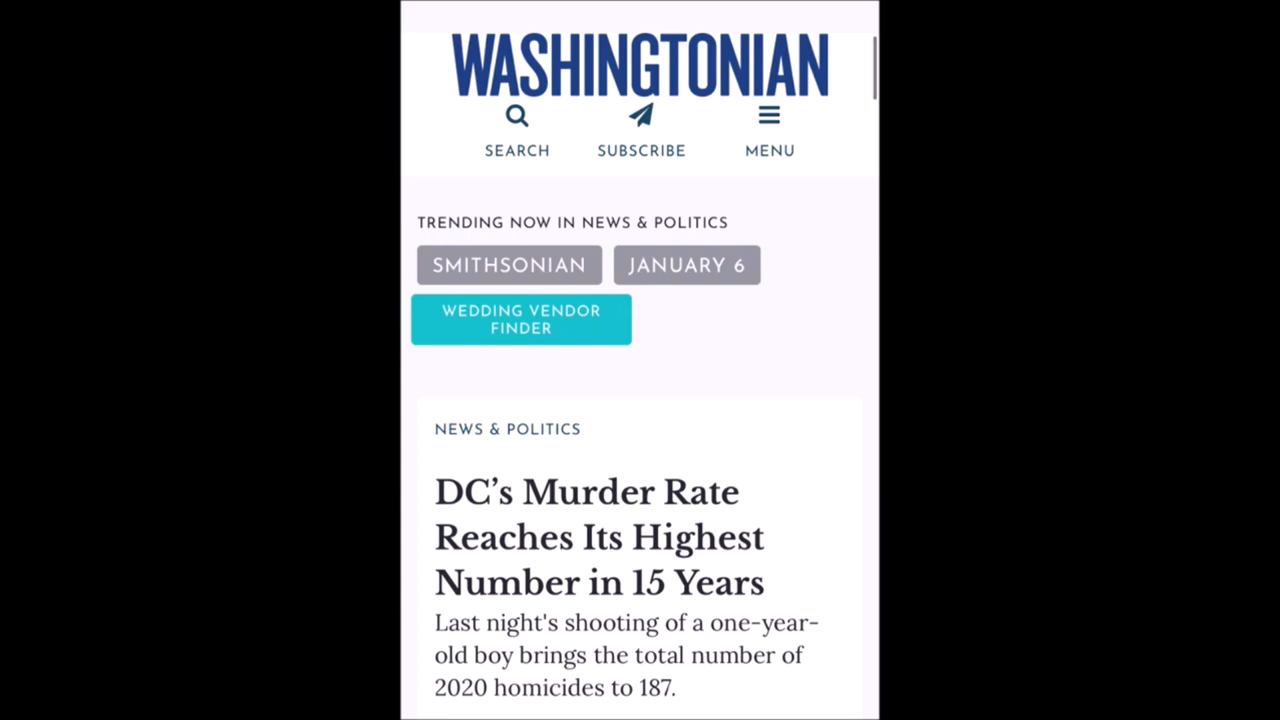 WASHINGTONIAN
SEARCH SUBSCRIBE MENU
TRENDING NOW IN NEWS & POLITICS
SMITHSONIAN JANUARY 6
WEDDING VENDOR
FINDER
NEWS & POLITICS
DC’s Murder Rate
Reaches Its Highest
Number in 15 Years
Last night's shooting of a one-year-
old boy brings the total number of
2020 homicides to 187.